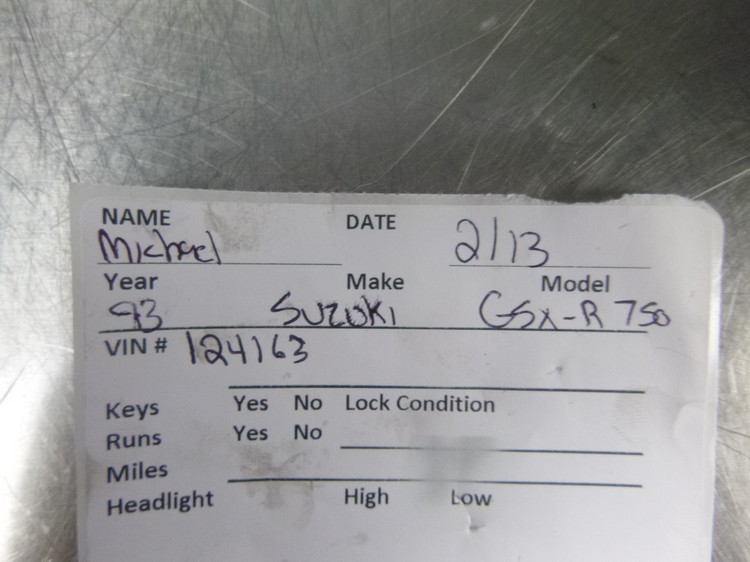 NAME DATE 2/13
Michael
Year Make Model
93 SUZUKI GSX-R 750
VIN # 124163
Keys Yes No Lock Condition
Runs Yes No
Miles
Headlight High Low